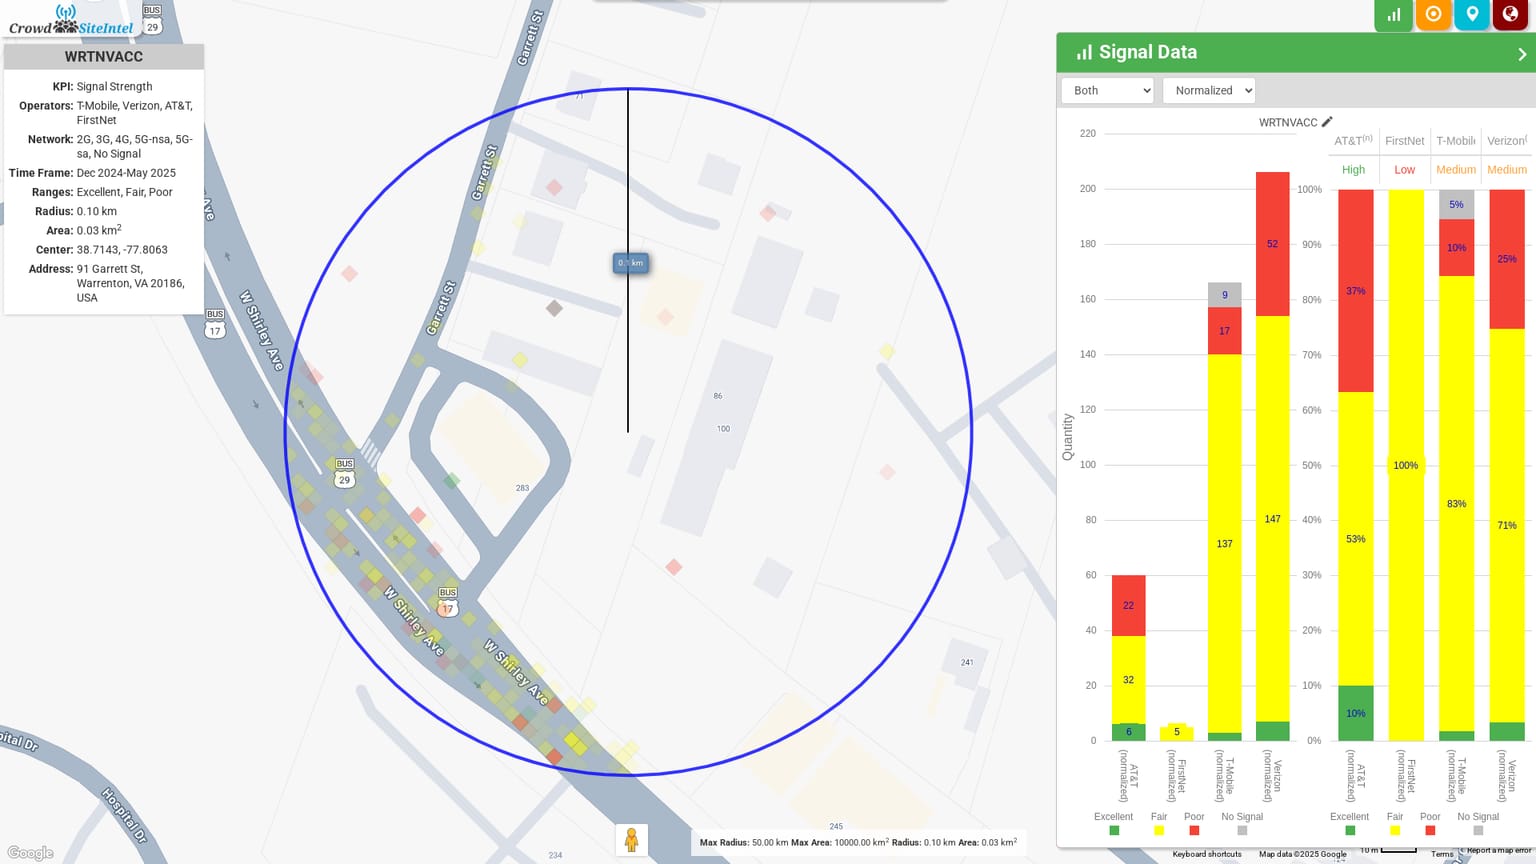 Crowd SiteIntel
BUS
29
WRTNVACC
KPI: Signal Strength
Operators: T-Mobile, Verizon, AT&T,
FirstNet
Network: 2G, 3G, 4G, 5G-nsa, 5G-
sa, No Signal
Time Frame: Dec 2024-May 2025
Ranges: Excellent, Fair, Poor
Radius: 0.10 km
Area: 0.03 km²
Center: 38.7143, -77.8063
Address: 91 Garrett St,
Warrenton, VA 20186,
USA
Garrett St
71
Garrett St
Garrett St
Ave
BUS
17
W Shirley Ave
0.1 km
86
100
BUS
29
283
BUS
17
W Shirley Ave
W Shirley Ave
241
245
234
pital Dr
Hospital Dr
Google
Max Radius: 50.00 km Max Area: 10000.00 km² Radius: 0.10 km Area: 0.03 km²
Signal Data
Both
Normalized
WRTNVACC
AT&T(n) FirstNet T-Mobile Verizon(
High Low Medium Medium
Quantity
220
200
180
160
140
120
100
80
60
40
20
0
22
32
6
5
9
17
137
52
147
AT&T
(normalized)
FirstNet
(normalized)
T-Mobile
(normalized)
Verizon
(normalized)
Excellent Fair Poor No Signal
100%
90%
80%
70%
60%
50%
40%
30%
20%
10%
0%
37%
53%
10%
100%
5%
10%
83%
25%
71%
AT&T
(normalized)
FirstNet
(normalized)
T-Mobile
(normalized)
Verizon
(normalized)
Excellent Fair Poor No Signal
Keyboard shortcuts Map data ©2025 Google 10 m Terms Report a map error